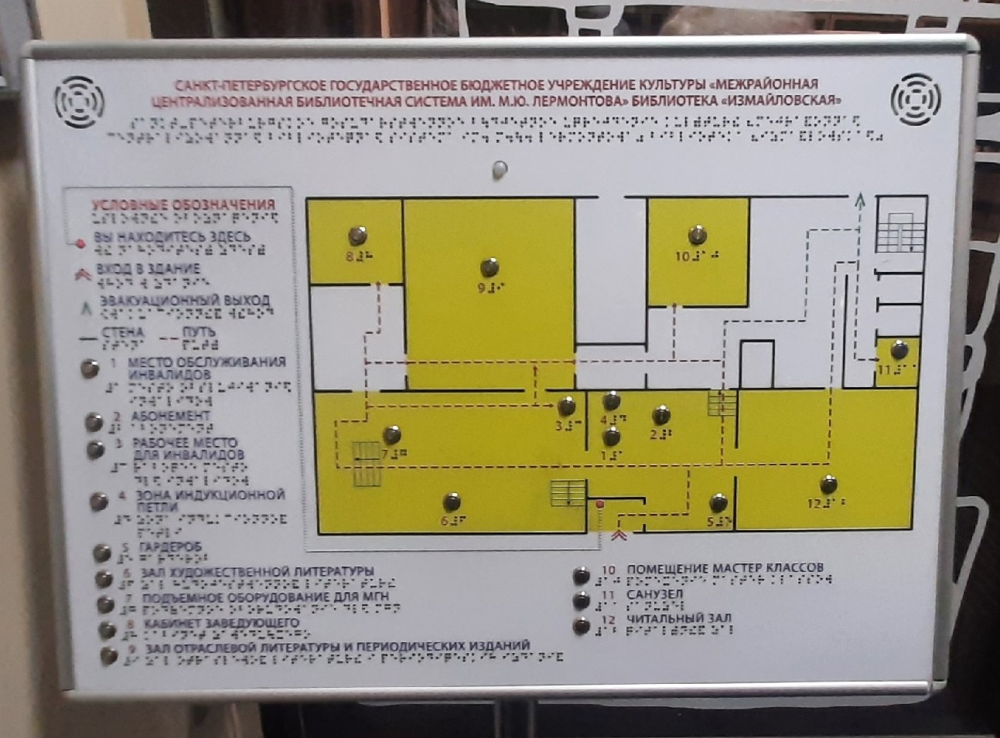 САНКТ-ПЕТЕРБУРГСКОЕ ГОСУДАРСТВЕННОЕ БЮДЖЕТНОЕ УЧРЕЖДЕНИЕ КУЛЬТУРЫ «МЕЖРАЙОННАЯ
ЦЕНТРАЛИЗОВАННАЯ БИБЛИОТЕЧНАЯ СИСТЕМА ИМ. М.Ю. ЛЕРМОНТОВА» БИБЛИОТЕКА «ИЗМАЙЛОВСКАЯ»
УСЛОВНЫЕ ОБОЗНАЧЕНИЯ
ВЫ НАХОДИТЕСЬ ЗДЕСЬ
ВХОД В ЗДАНИЕ
ЭВАКУАЦИОННЫЙ ВЫХОД
СТЕНА ПУТЬ
1 МЕСТО ОБСЛУЖИВАНИЯ
ИНВАЛИДОВ
2 АБОНЕМЕНТ
3 РАБОЧЕЕ МЕСТО
ДЛЯ ИНВАЛИДОВ
4 ЗОНА ИНДУКЦИОННОЙ
ПЕТЛИ
5 ГАРДЕРОБ
6 ЗАЛ ХУДОЖЕСТВЕННОЙ ЛИТЕРАТУРЫ
7 ПОДЪЕМНОЕ ОБОРУДОВАНИЕ ДЛЯ МГН
8 КАБИНЕТ ЗАВЕДУЮЩЕГО
9 ЗАЛ ОТРАСЛЕВОЙ ЛИТЕРАТУРЫ И ПЕРИОДИЧЕСКИХ ИЗДАНИЙ
10 ПОМЕЩЕНИЕ МАСТЕР КЛАССОВ
11 САНУЗЕЛ
12 ЧИТАЛЬНЫЙ ЗАЛ
8
9
10
11
3
4
2
7
1
6
5
12